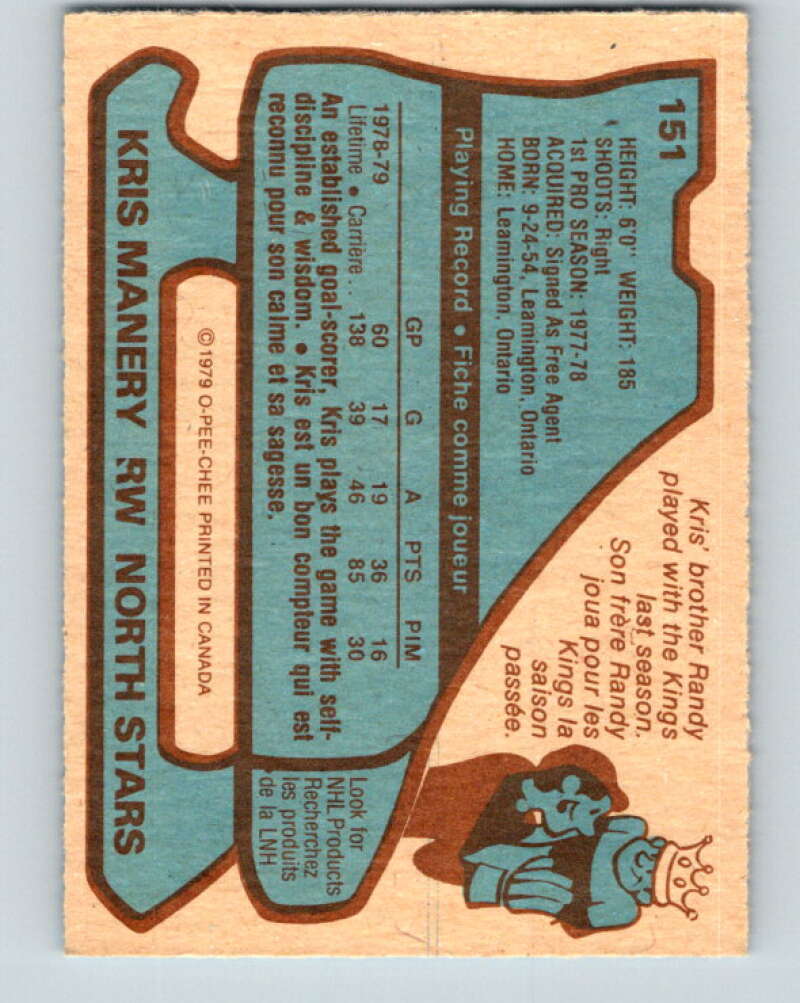 151
HEIGHT: 6'0" WEIGHT: 185
SHOOTS: Right
1st PRO SEASON: 1977-78
ACQUIRED: Signed As Free Agent
BORN: 9-24-54, Leamington, Ontario
HOME: Leamington, Ontario
Kris' brother Randy
played with the Kings
last season.
Son frère Randy
joua pour les
Kings la
saison
passée.
Playing Record • Fiche comme joueur
GP G A PTS PIM
1978-79 60 17 19 36 16
Lifetime • Carrière .. 138 39 46 85 30
An established goal-scorer, Kris plays the game with self-
discipline & wisdom. • Kris est un bon compteur qui est
reconnu pour son calme et sa sagesse.
Look for
NHL Products
Recherchez
les produits
de la LNH
© 1979 O-PEE-CHEE PRINTED IN CANADA
KRIS MANERY RW NORTH STARS